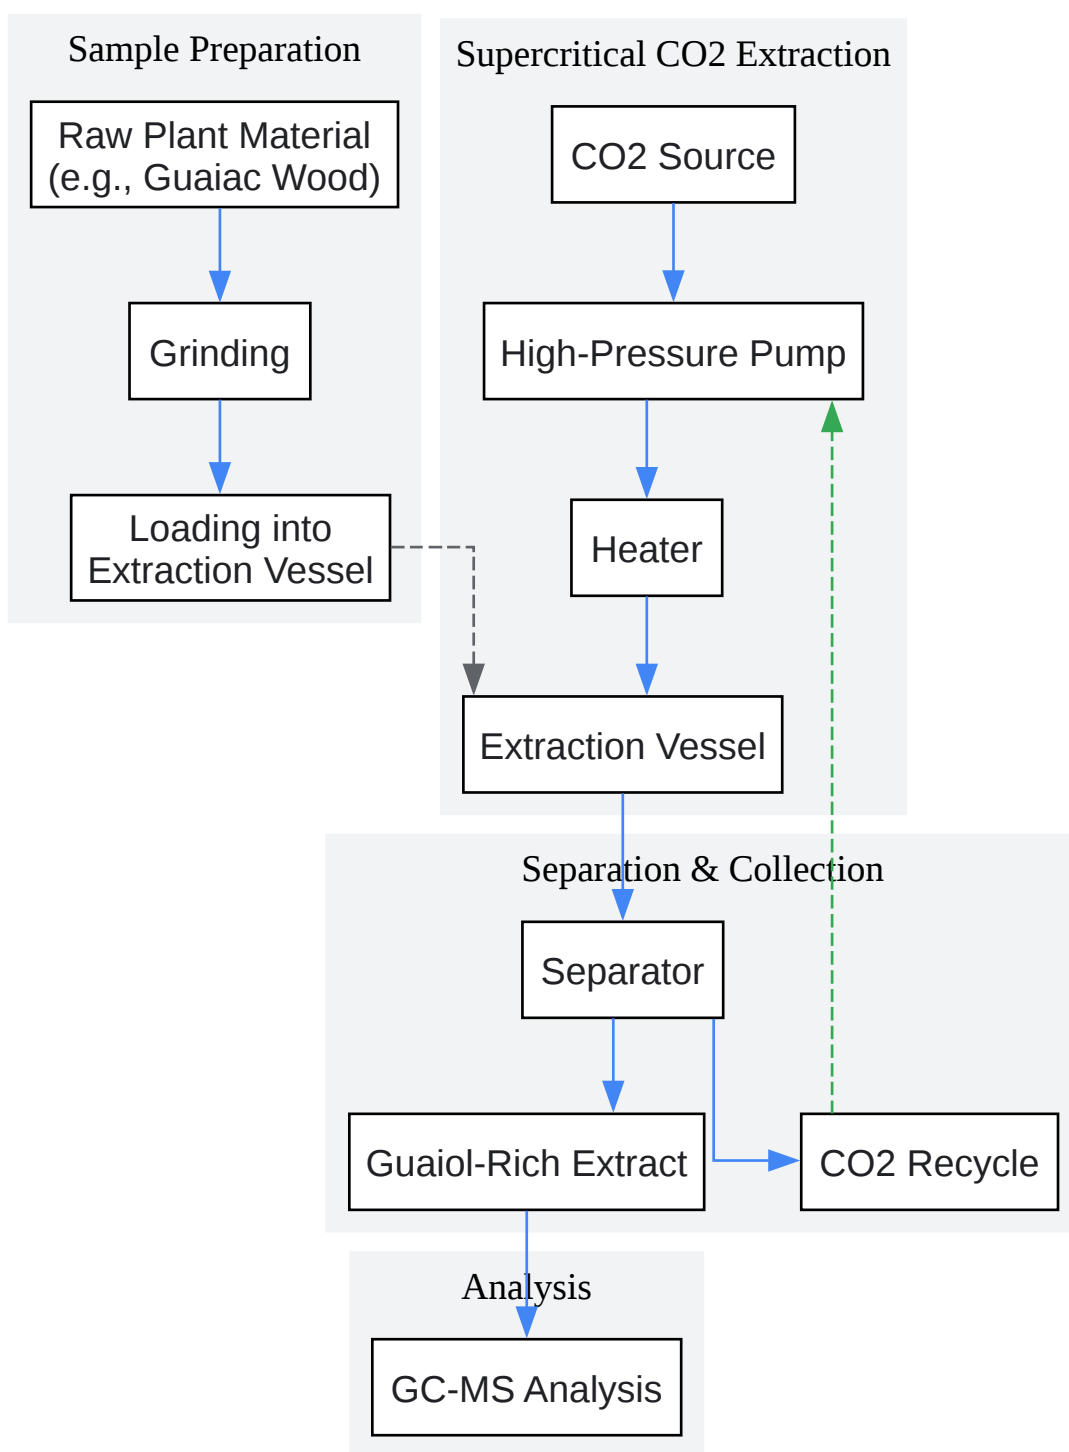 Sample Preparation
Raw Plant Material
(e.g., Guaiac Wood)
Grinding
Loading into
Extraction Vessel
Supercritical CO2 Extraction
CO2 Source
High-Pressure Pump
Heater
Extraction Vessel
Separation & Collection
Separator
Guaiol-Rich Extract
CO2 Recycle
Analysis
GC-MS Analysis